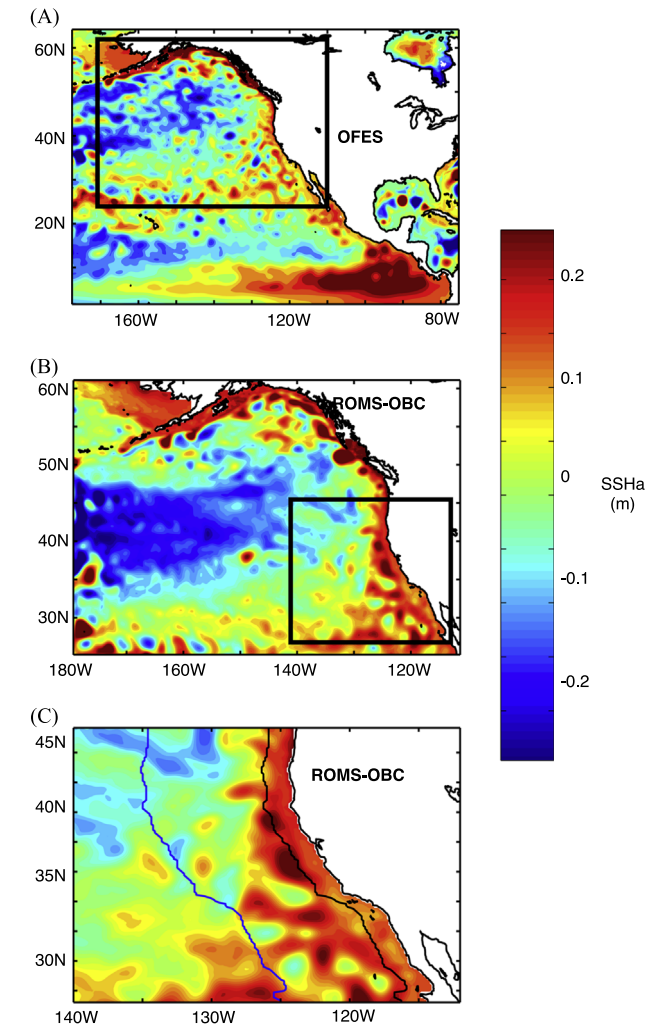 (A)
60N
40N
20N
OFES
160W 120W 80W
(B)
60N
50N
40N
30N
ROMS-OBC
180W 160W 140W 120W
(C)
45N
40N
35N
30N
ROMS-OBC
140W 130W 120W
0.2
0.1
0
-0.1
-0.2
SSHa
(m)